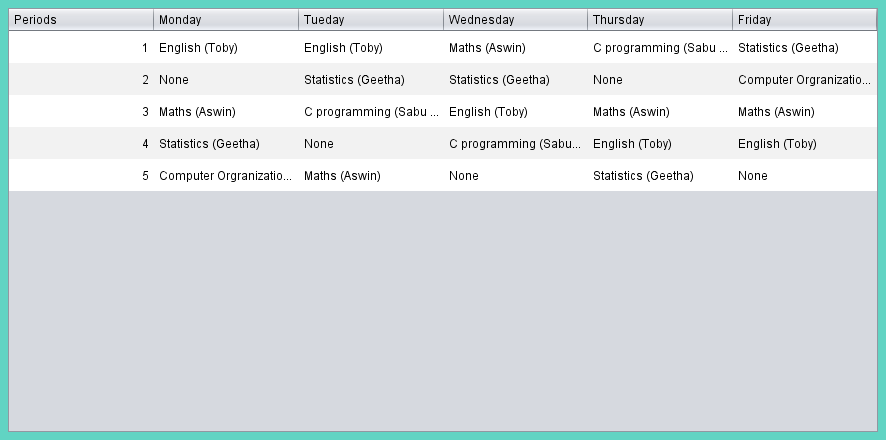 Periods Monday Tueday Wednesday Thursday Friday
1 English (Toby) English (Toby) Maths (Aswin) C programming (Sabu ... Statistics (Geetha)
2 None Statistics (Geetha) Statistics (Geetha) None Computer Orgranizatio...
3 Maths (Aswin) C programming (Sabu ... English (Toby) Maths (Aswin) Maths (Aswin)
4 Statistics (Geetha) None C programming (Sabu... English (Toby) English (Toby)
5 Computer Orgranizatio... Maths (Aswin) None Statistics (Geetha) None